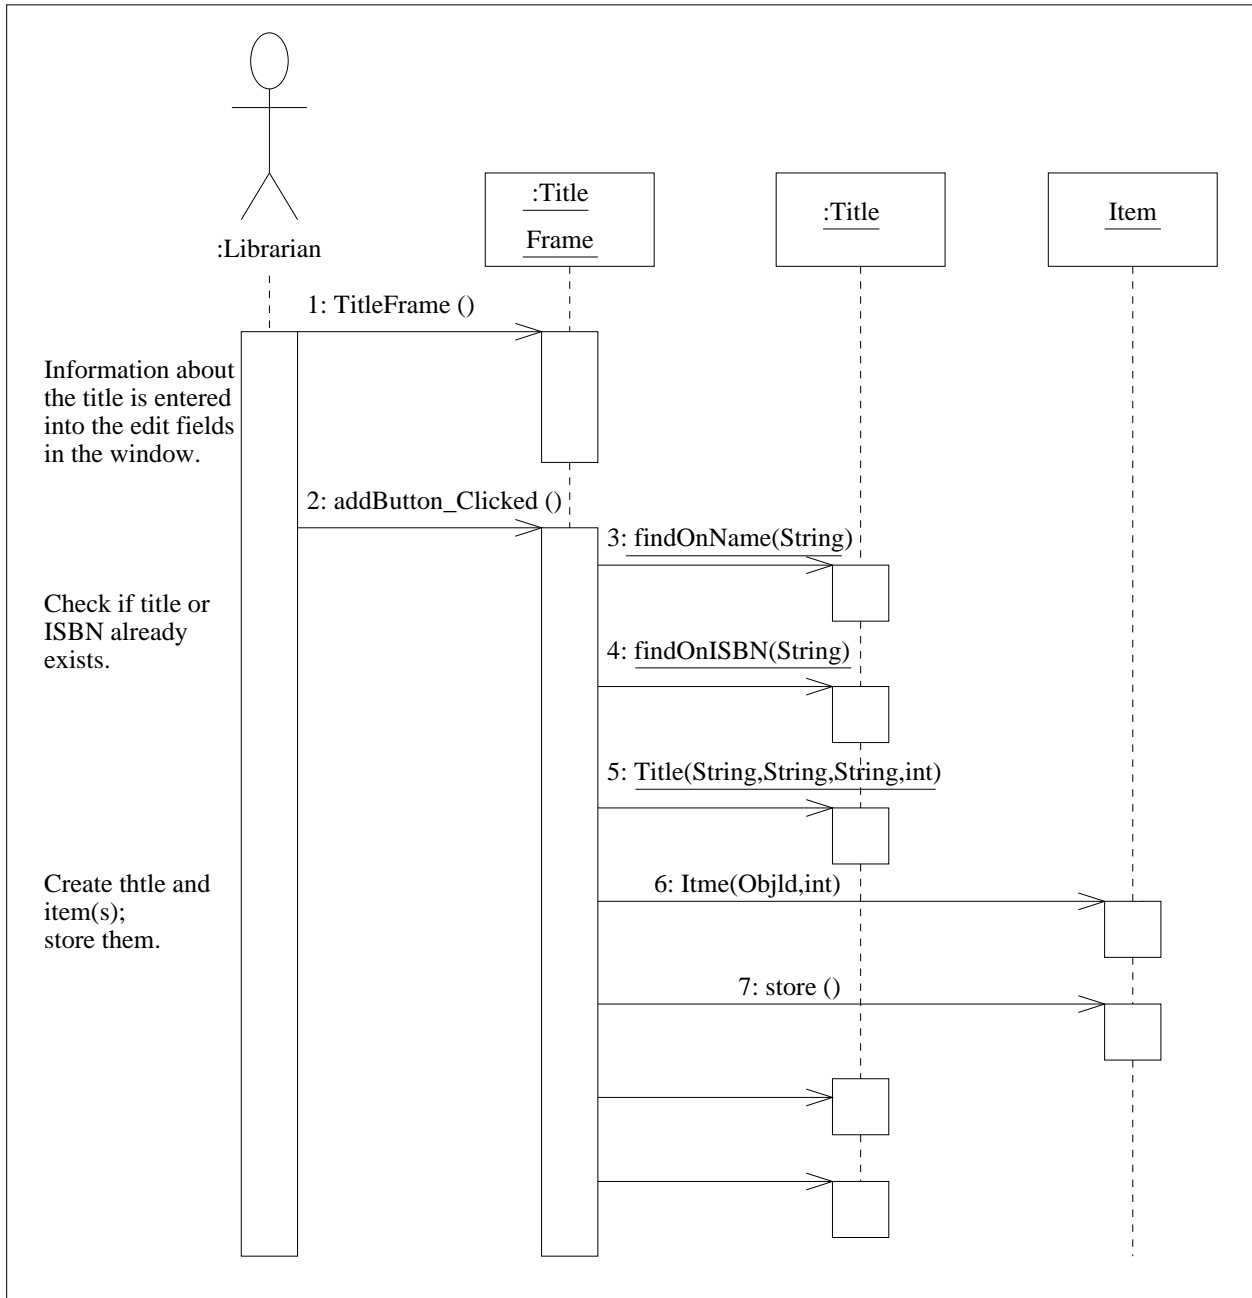 :Title
Frame
:Title
Item
:Librarian
1: TitleFrame ()
Information about
the title is entered
into the edit fields
in the window.
2: addButton_Clicked ()
3: findOnName(String)
Check if title or
ISBN already
exists.
4: findOnISBN(String)
5: Title(String,String,String,int)
Create thtle and
item(s);
store them.
6: Itme(Objld,int)
7: store ()